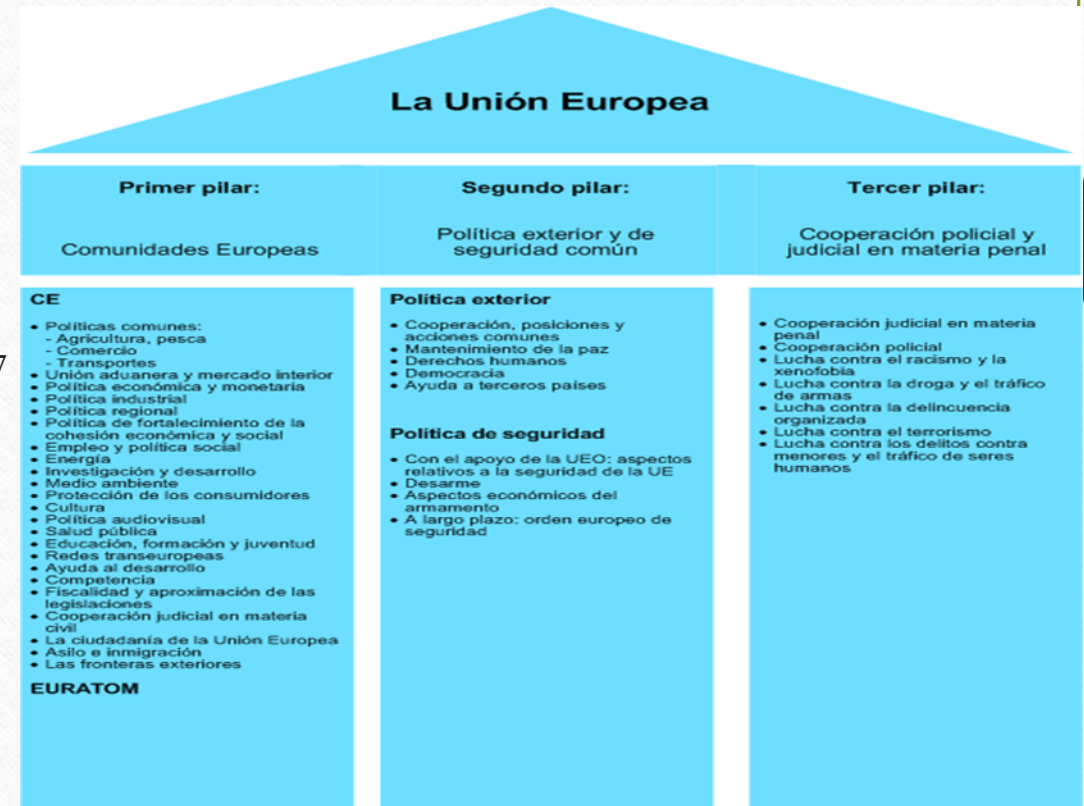 La Unión Europea
Primer pilar:
Comunidades Europeas
Segundo pilar:
Política exterior y de
seguridad común
Tercer pilar:
Cooperación policial y
judicial en materia penal
CE
• Políticas comunes:
- Agricultura, pesca
- Comercio
- Transportes
• Unión aduanera y mercado interior
• Política económica y monetaria
• Política industrial
• Política regional
• Política de fortalecimiento de la
cohesión económica y social
• Empleo y política social
• Energía
• Investigación y desarrollo
• Medio ambiente
• Protección de los consumidores
• Cultura
• Política audiovisual
• Salud pública
• Educación, formación y juventud
• Redes transeuropeas
• Ayuda al desarrollo
• Competencia
• Fiscalidad y aproximación de las
legislaciones
• Cooperación judicial en materia
civil
• La ciudadanía de la Unión Europea
• Asilo e inmigración
• Las fronteras exteriores
EURATOM
Política exterior
• Cooperación, posiciones y
acciones comunes
• Mantenimiento de la paz
• Derechos humanos
• Democracia
• Ayuda a terceros países
Política de seguridad
• Con el apoyo de la UEO: aspectos
relativos a la seguridad de la UE
• Desarme
• Aspectos económicos del
armamento
• A largo plazo: orden europeo de
seguridad
• Cooperación judicial en materia
penal
• Cooperación policial
• Lucha contra el racismo y la
xenofobia
• Lucha contra la droga y el tráfico
de armas
• Lucha contra la delincuencia
organizada
• Lucha contra el terrorismo
• Lucha contra los delitos contra
menores y el tráfico de seres
humanos